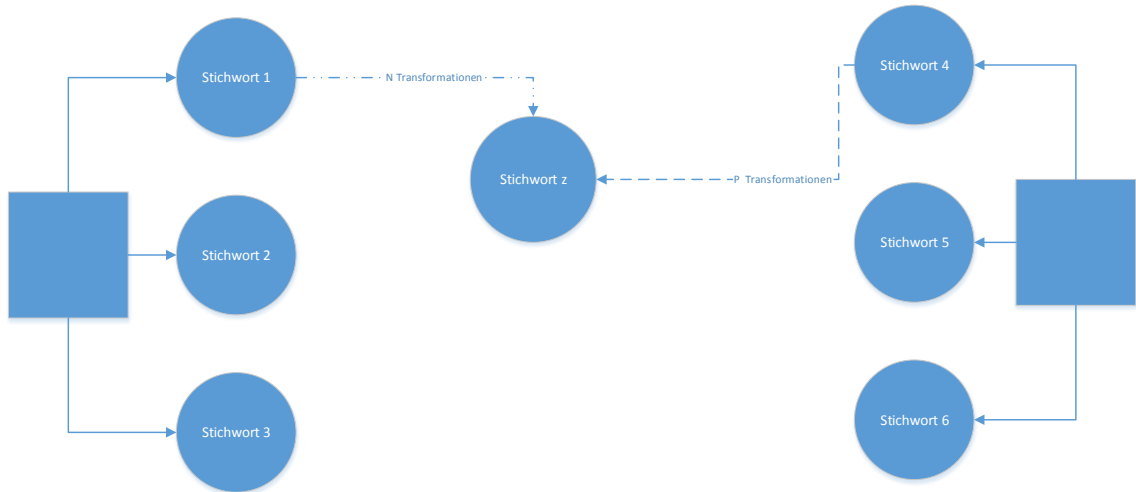 Stichwort 1
N Transformationen
Stichwort 4
Stichwort z
P Transformationen
Stichwort 2
Stichwort 5
Stichwort 3
Stichwort 6